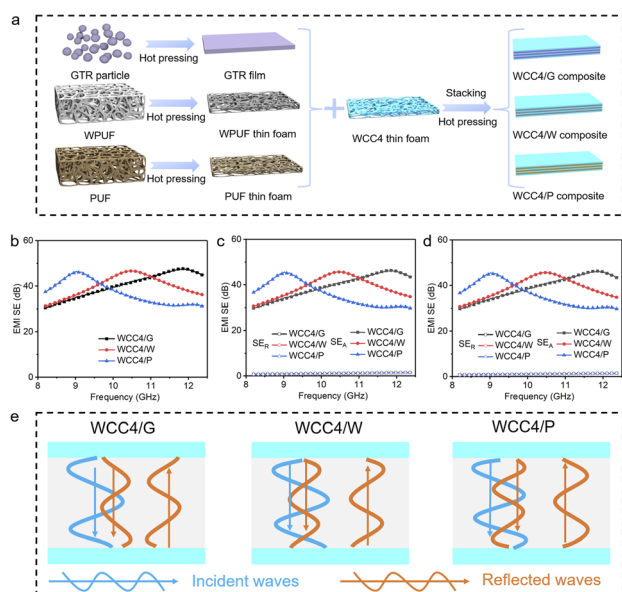 a
GTR particle
Hot pressing
GTR film
WPUF
Hot pressing
WPUF thin foam
PUF
Hot pressing
PUF thin foam
WCC4 thin foam
Stacking
Hot pressing
WCC4/G composite
WCC4/W composite
WCC4/P composite
b
EMI SE (dB)
60
40
20
0
WCC4/G
WCC4/W
WCC4/P
8 9 10 11 12
Frequency (GHz)
c
EMI SE (dB)
60
40
20
0
SER
WCC4/G
WCC4/W
WCC4/P
SEA
WCC4/G
WCC4/W
WCC4/P
8 9 10 11 12
Frequency (GHz)
d
EMI SE (dB)
60
40
20
0
SER
WCC4/G
WCC4/W
WCC4/P
SEA
WCC4/G
WCC4/W
WCC4/P
8 9 10 11 12
Frequency (GHz)
e
WCC4/G
WCC4/W
WCC4/P
Incident waves
Reflected waves